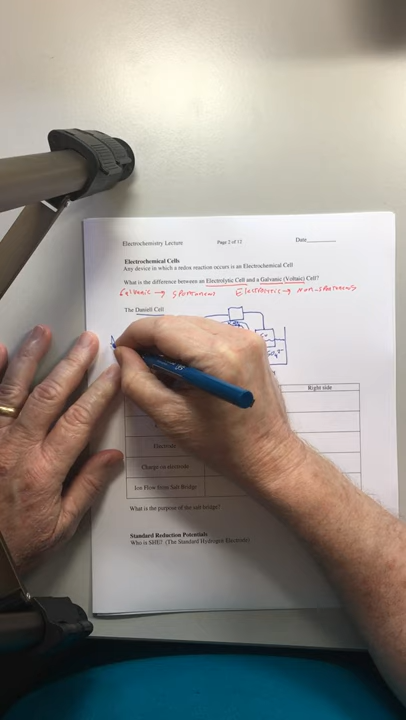 Electrochemistry Lecture Page 2 of 12 Date
Electrochemical Cells
Any device in which a redox reaction occurs is an Electrochemical Cell
What is the difference between an Electrolytic Cell and a Galvanic (Voltaic) Cell?
Galvanic → spontaneous Electrolytic → Non-spontaneous
The Daniell Cell
Cu
Right side
Electrons
Charge on electrode
Ion Flow from Salt Bridge
What is the purpose of the salt bridge?
Standard Reduction Potentials
Who is SHE? (The Standard Hydrogen Electrode)